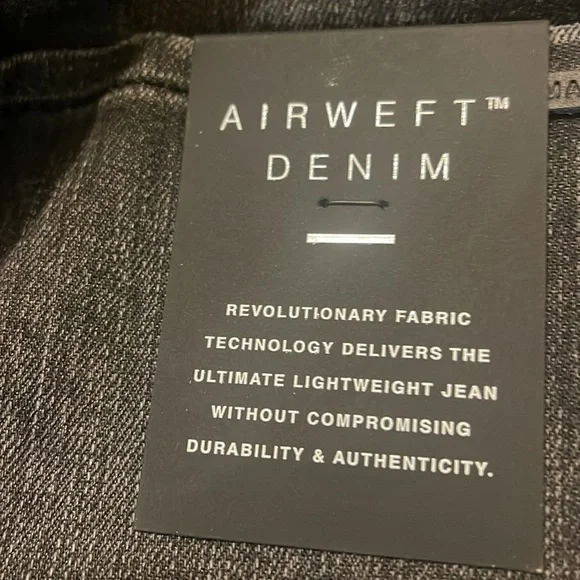 AIRWEFT™
DENIM
REVOLUTIONARY FABRIC
TECHNOLOGY DELIVERS THE
ULTIMATE LIGHTWEIGHT JEAN
WITHOUT COMPROMISING
DURABILITY & AUTHENTICITY.